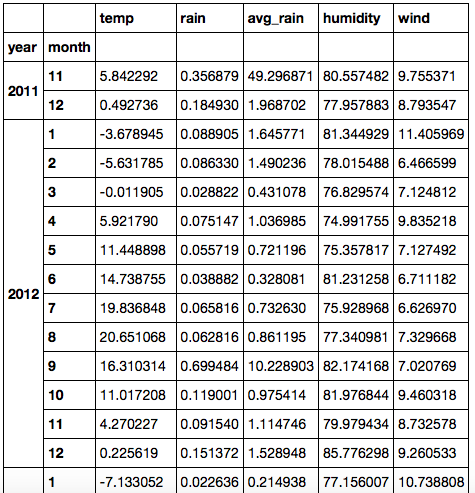 temp rain avg_rain humidity wind
year month
2011 11 5.842292 0.356879 49.296871 80.557482 9.755371
12 0.492736 0.184930 1.968702 77.957883 8.793547
2012 1 -3.678945 0.088905 1.645771 81.344929 11.405969
2 -5.631785 0.086330 1.490236 78.015488 6.466599
3 -0.011905 0.028822 0.431078 76.829574 7.124812
4 5.921790 0.075147 1.036985 74.991755 9.835218
5 11.448898 0.055719 0.721196 75.357817 7.127492
6 14.738755 0.038882 0.328081 81.231258 6.711182
7 19.836848 0.065816 0.732630 75.928968 6.626970
8 20.651068 0.062816 0.861195 77.340981 7.329668
9 16.310314 0.699484 10.228903 82.174168 7.020769
10 11.017208 0.119001 0.975414 81.976844 9.460318
11 4.270227 0.091540 1.114746 79.979434 8.732578
12 0.225619 0.151372 1.528948 85.776298 9.260533
1 -7.133052 0.022636 0.214938 77.156007 10.738808